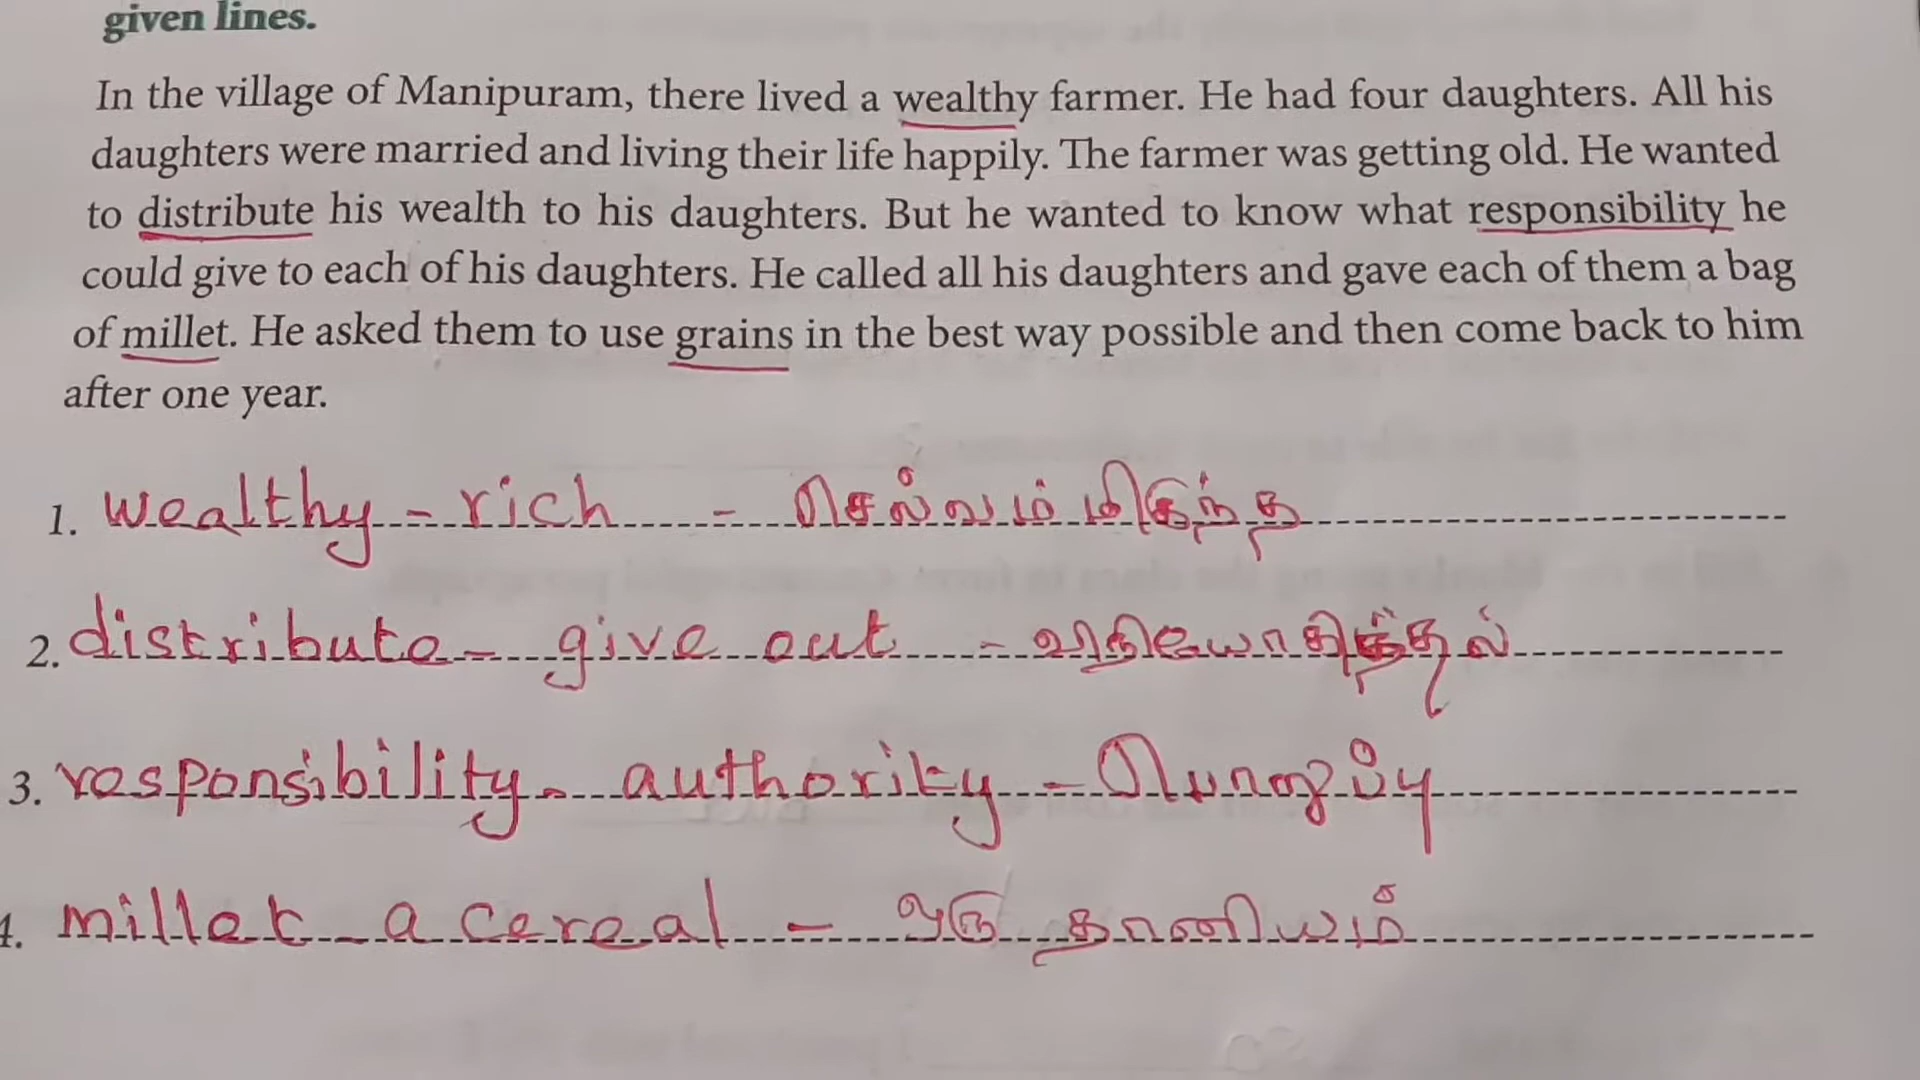 given lines.
In the village of Manipuram, there lived a wealthy farmer. He had four daughters. All his
daughters were married and living their life happily. The farmer was getting old. He wanted
to distribute his wealth to his daughters. But he wanted to know what responsibility he
could give to each of his daughters. He called all his daughters and gave each of them a bag
of millet. He asked them to use grains in the best way possible and then come back to him
after one year.
1. wealthy - rich - செல்வம் மிகுந்த
2. distribute - give out -
3. responsibility - authority - பொறுப்பு
4. millet - a cereal - ஒரு தானியம்